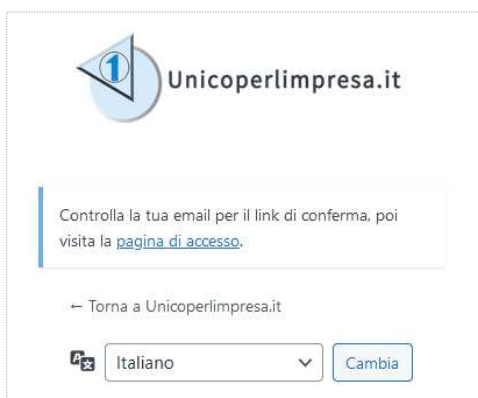 1
Unicoperlimpresa.it
Controlla la tua email per il link di conferma, poi
visita la pagina di accesso.
← Torna a Unicoperlimpresa.it
Italiano
Cambia